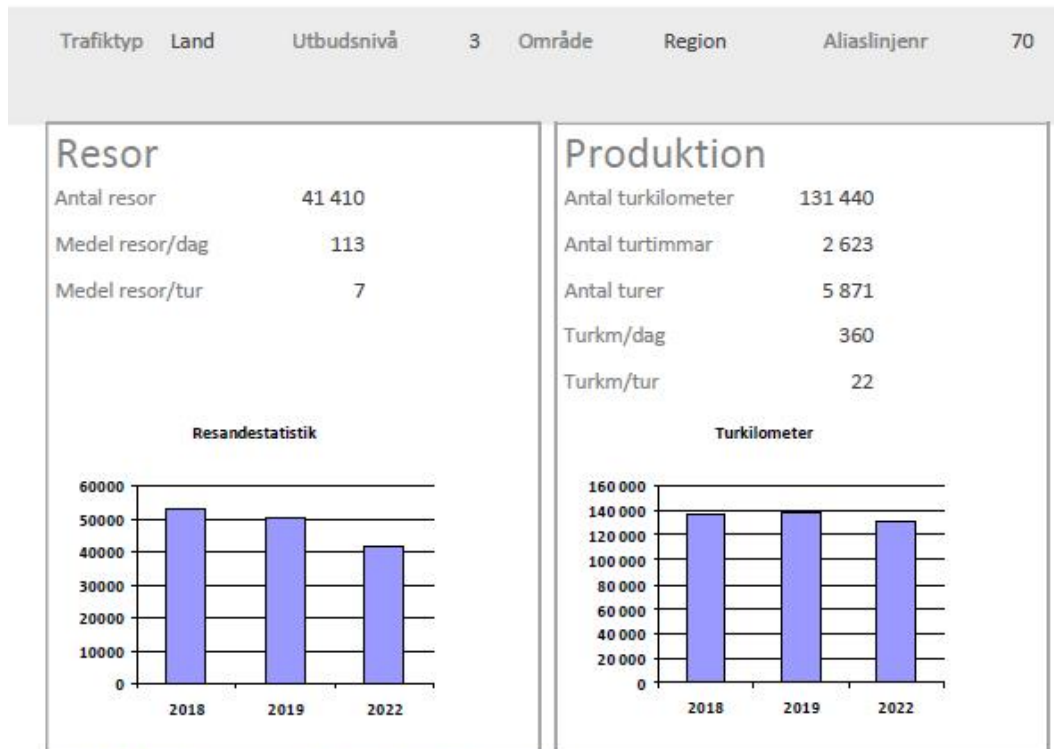 Trafiktyp Land Utbudsnivå 3 Område Region Aliaslinjenr 70
Resor
Antal resor 41 410
Medel resor/dag 113
Medel resor/tur 7
Resandestatistik
60000
50000
40000
30000
20000
10000
0
2018 2019 2022
Produktion
Antal turkilometer 131 440
Antal turtimmar 2 623
Antal turer 5 871
Turkm/dag 360
Turkm/tur 22
Turkilometer
160 000
140 000
120 000
100 000
80 000
60 000
40 000
20 000
0
2018 2019 2022